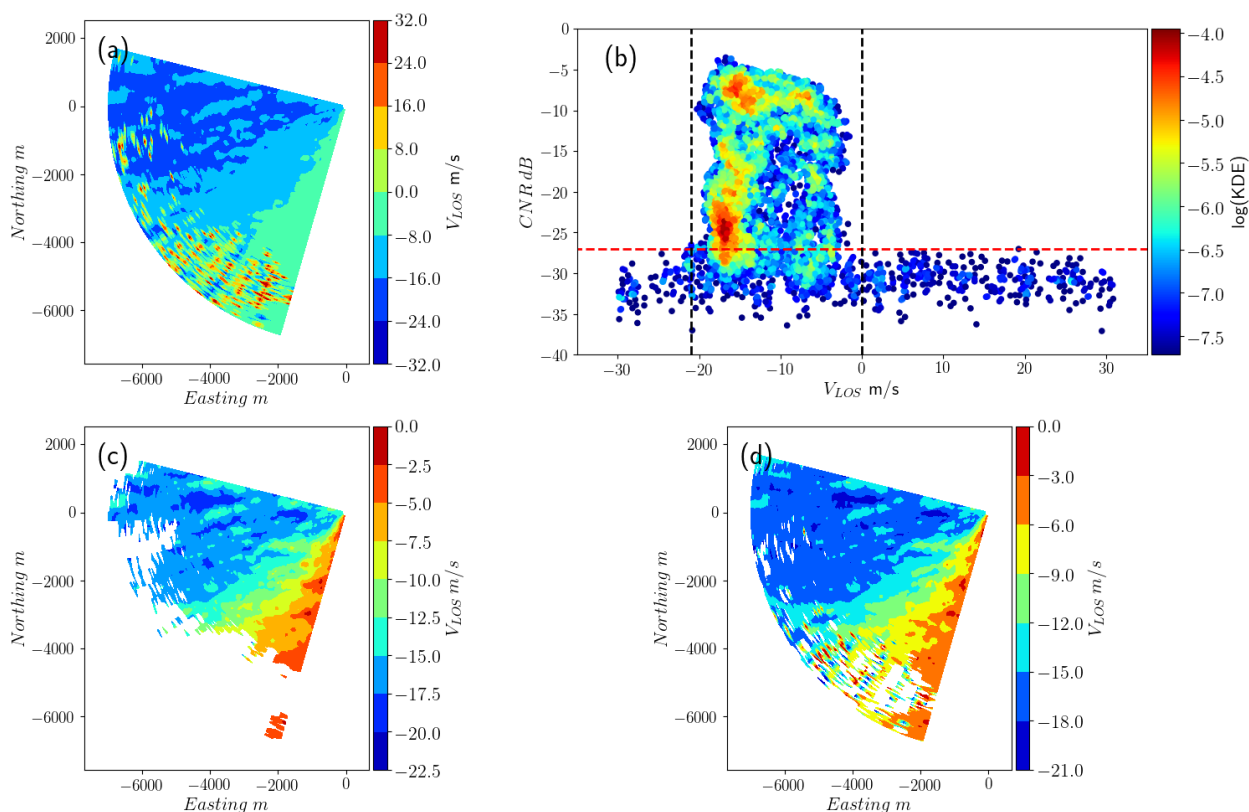 (a)
2000
0
−2000
−4000
−6000
Northing m
−6000 −4000 −2000 0
Easting m
32.0
24.0
16.0
8.0
0.0
−8.0
−16.0
−24.0
−32.0
V_LOS m/s
(b)
0
−5
−10
−15
−20
−25
−30
−35
−40
CNR dB
−30 −20 −10 0 10 20 30
V_LOS m/s
−4.0
−4.5
−5.0
−5.5
−6.0
−6.5
−7.0
−7.5
log(KDE)
(c)
2000
0
−2000
−4000
−6000
Northing m
−6000 −4000 −2000 0
Easting m
0.0
−2.5
−5.0
−7.5
−10.0
−12.5
−15.0
−17.5
−20.0
−22.5
V_LOS m/s
(d)
2000
0
−2000
−4000
−6000
Northing m
−6000 −4000 −2000 0
Easting m
0.0
−3.0
−6.0
−9.0
−12.0
−15.0
−18.0
−21.0
V_LOS m/s